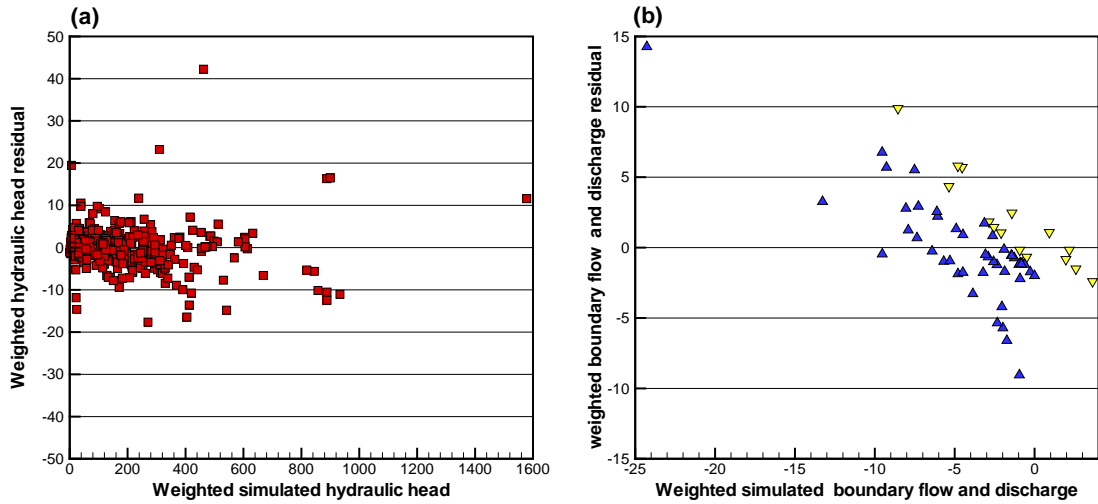 (a)
50
40
30
20
10
0
-10
-20
-30
-40
-50
0 200 400 600 800 1000 1200 1400 1600
Weighted hydraulic head residual
Weighted simulated hydraulic head
(b)
15
10
5
0
-5
-10
15
-25 -20 -15 -10 -5 0
weighted boundary flow and discharge residual
Weighted simulated boundary flow and discharge